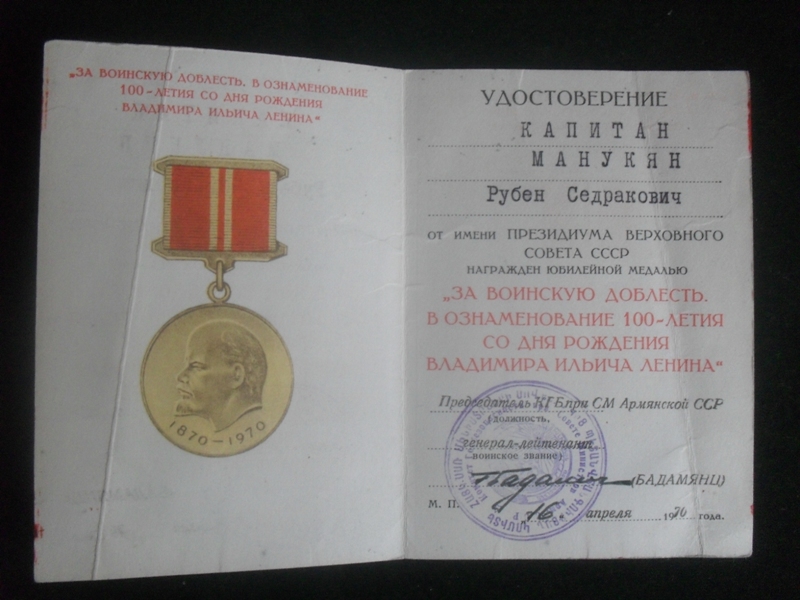 „ЗА ВОИНСКУЮ ДОБЛЕСТЬ. В ОЗНАМЕНОВАНИЕ
100-ЛЕТИЯ СО ДНЯ РОЖДЕНИЯ
ВЛАДИМИРА ИЛЬИЧА ЛЕНИНА“
1870-1970
УДОСТОВЕРЕНИЕ
КАПИТАН
МАНУКЯН
Рубен Седракович
ОТ ИМЕНИ ПРЕЗИДИУМА ВЕРХОВНОГО
СОВЕТА СССР
НАГРАЖДЕН ЮБИЛЕЙНОЙ МЕДАЛЬЮ
„ЗА ВОИНСКУЮ ДОБЛЕСТЬ.
В ОЗНАМЕНОВАНИЕ 100-ЛЕТИЯ
СО ДНЯ РОЖДЕНИЯ
ВЛАДИМИРА ИЛЬИЧА ЛЕНИНА“
Председатель КГБпри СМ Армянской ССР
(должность,
генерал-лейтенант
воинское звание)
(БАДАМЯНЦ)
М. П.
16 апреля 1970 года.